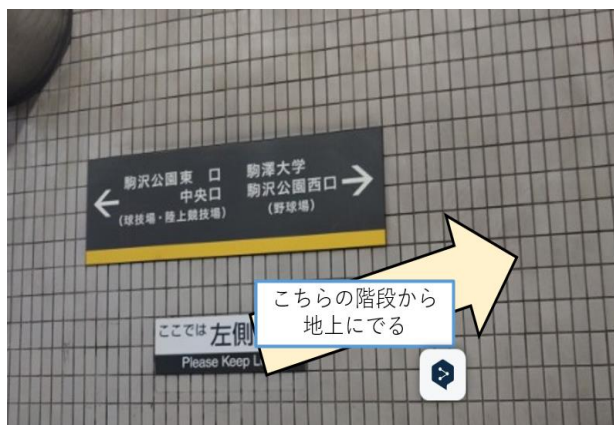 駒沢公園東 口
中央口
(球技場・陸上競技場)
駒澤大学
駒沢公園西口
(野球場)
こちらの階段から
地上にでる
ここでは 左側
Please Keep